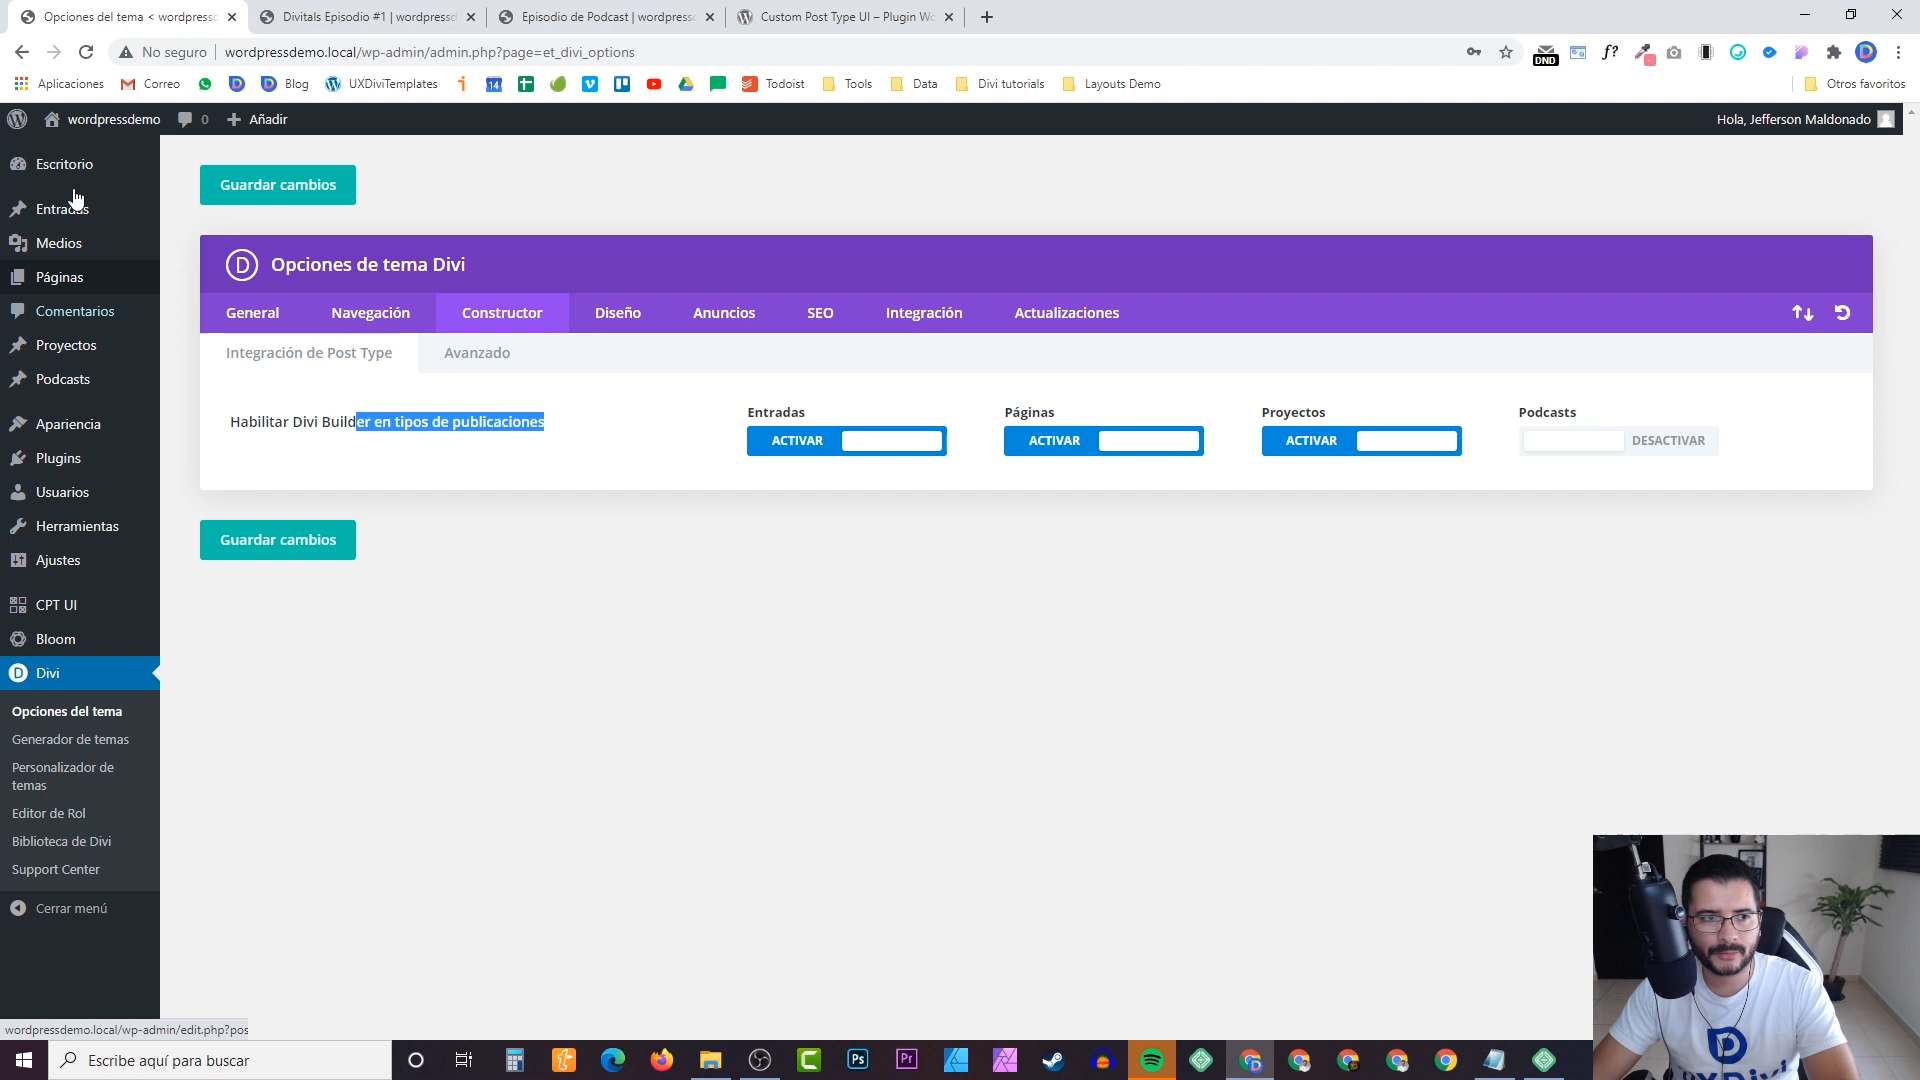 Opciones del tema < wordpress
Divitals Episodio #1 | wordpressd
Episodio de Podcast | wordpress
Custom Post Type UI – Plugin Wo
No seguro
wordpressdemo.local/wp-admin/admin.php?page=et_divi_options
DND
f?
D
Aplicaciones
Correo
Blog
UXDiviTemplates
14
Todoist
Tools
Data
Divi tutorials
Layouts Demo
Otros favoritos
wordpressdemo
0
Añadir
Hola, Jefferson Maldonado
Escritorio
Entradas
Medios
Páginas
Comentarios
Proyectos
Podcasts
Apariencia
Plugins
Usuarios
Herramientas
Ajustes
CPT UI
Bloom
D Divi
Opciones del tema
Generador de temas
Personalizador de
temas
Editor de Rol
Biblioteca de Divi
Support Center
Cerrar menú
Guardar cambios
D Opciones de tema Divi
General
Navegación
Constructor
Diseño
Anuncios
SEO
Integración
Actualizaciones
Integración de Post Type
Avanzado
Habilitar Divi Builder en tipos de publicaciones
Entradas
ACTIVAR
Páginas
ACTIVAR
Proyectos
ACTIVAR
Podcasts
DESACTIVAR
Guardar cambios
wordpressdemo.local/wp-admin/edit.php?pos
Escribe aquí para buscar
Ps
Pr